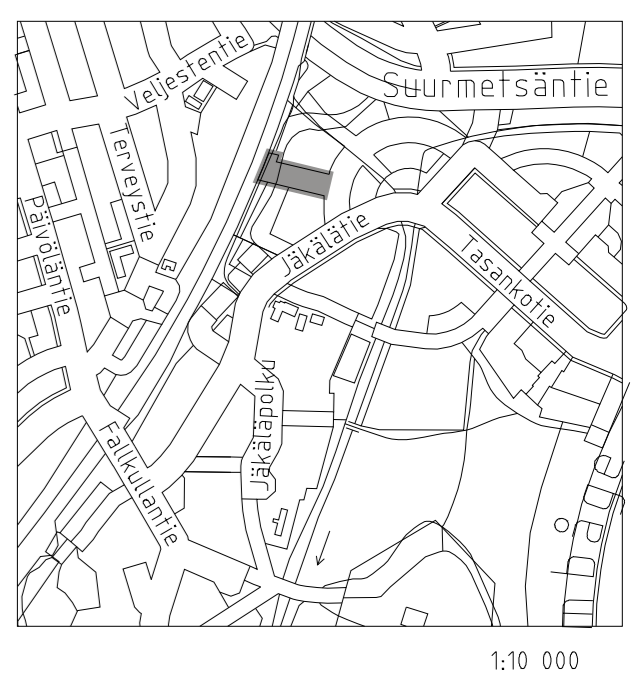 Veljestentie
Suurmetsäntie
Terveystie
Päivöläntie
Jäkälätie
Tasankotie
Jäkäläpolku
Fallkullantie
1:10 000